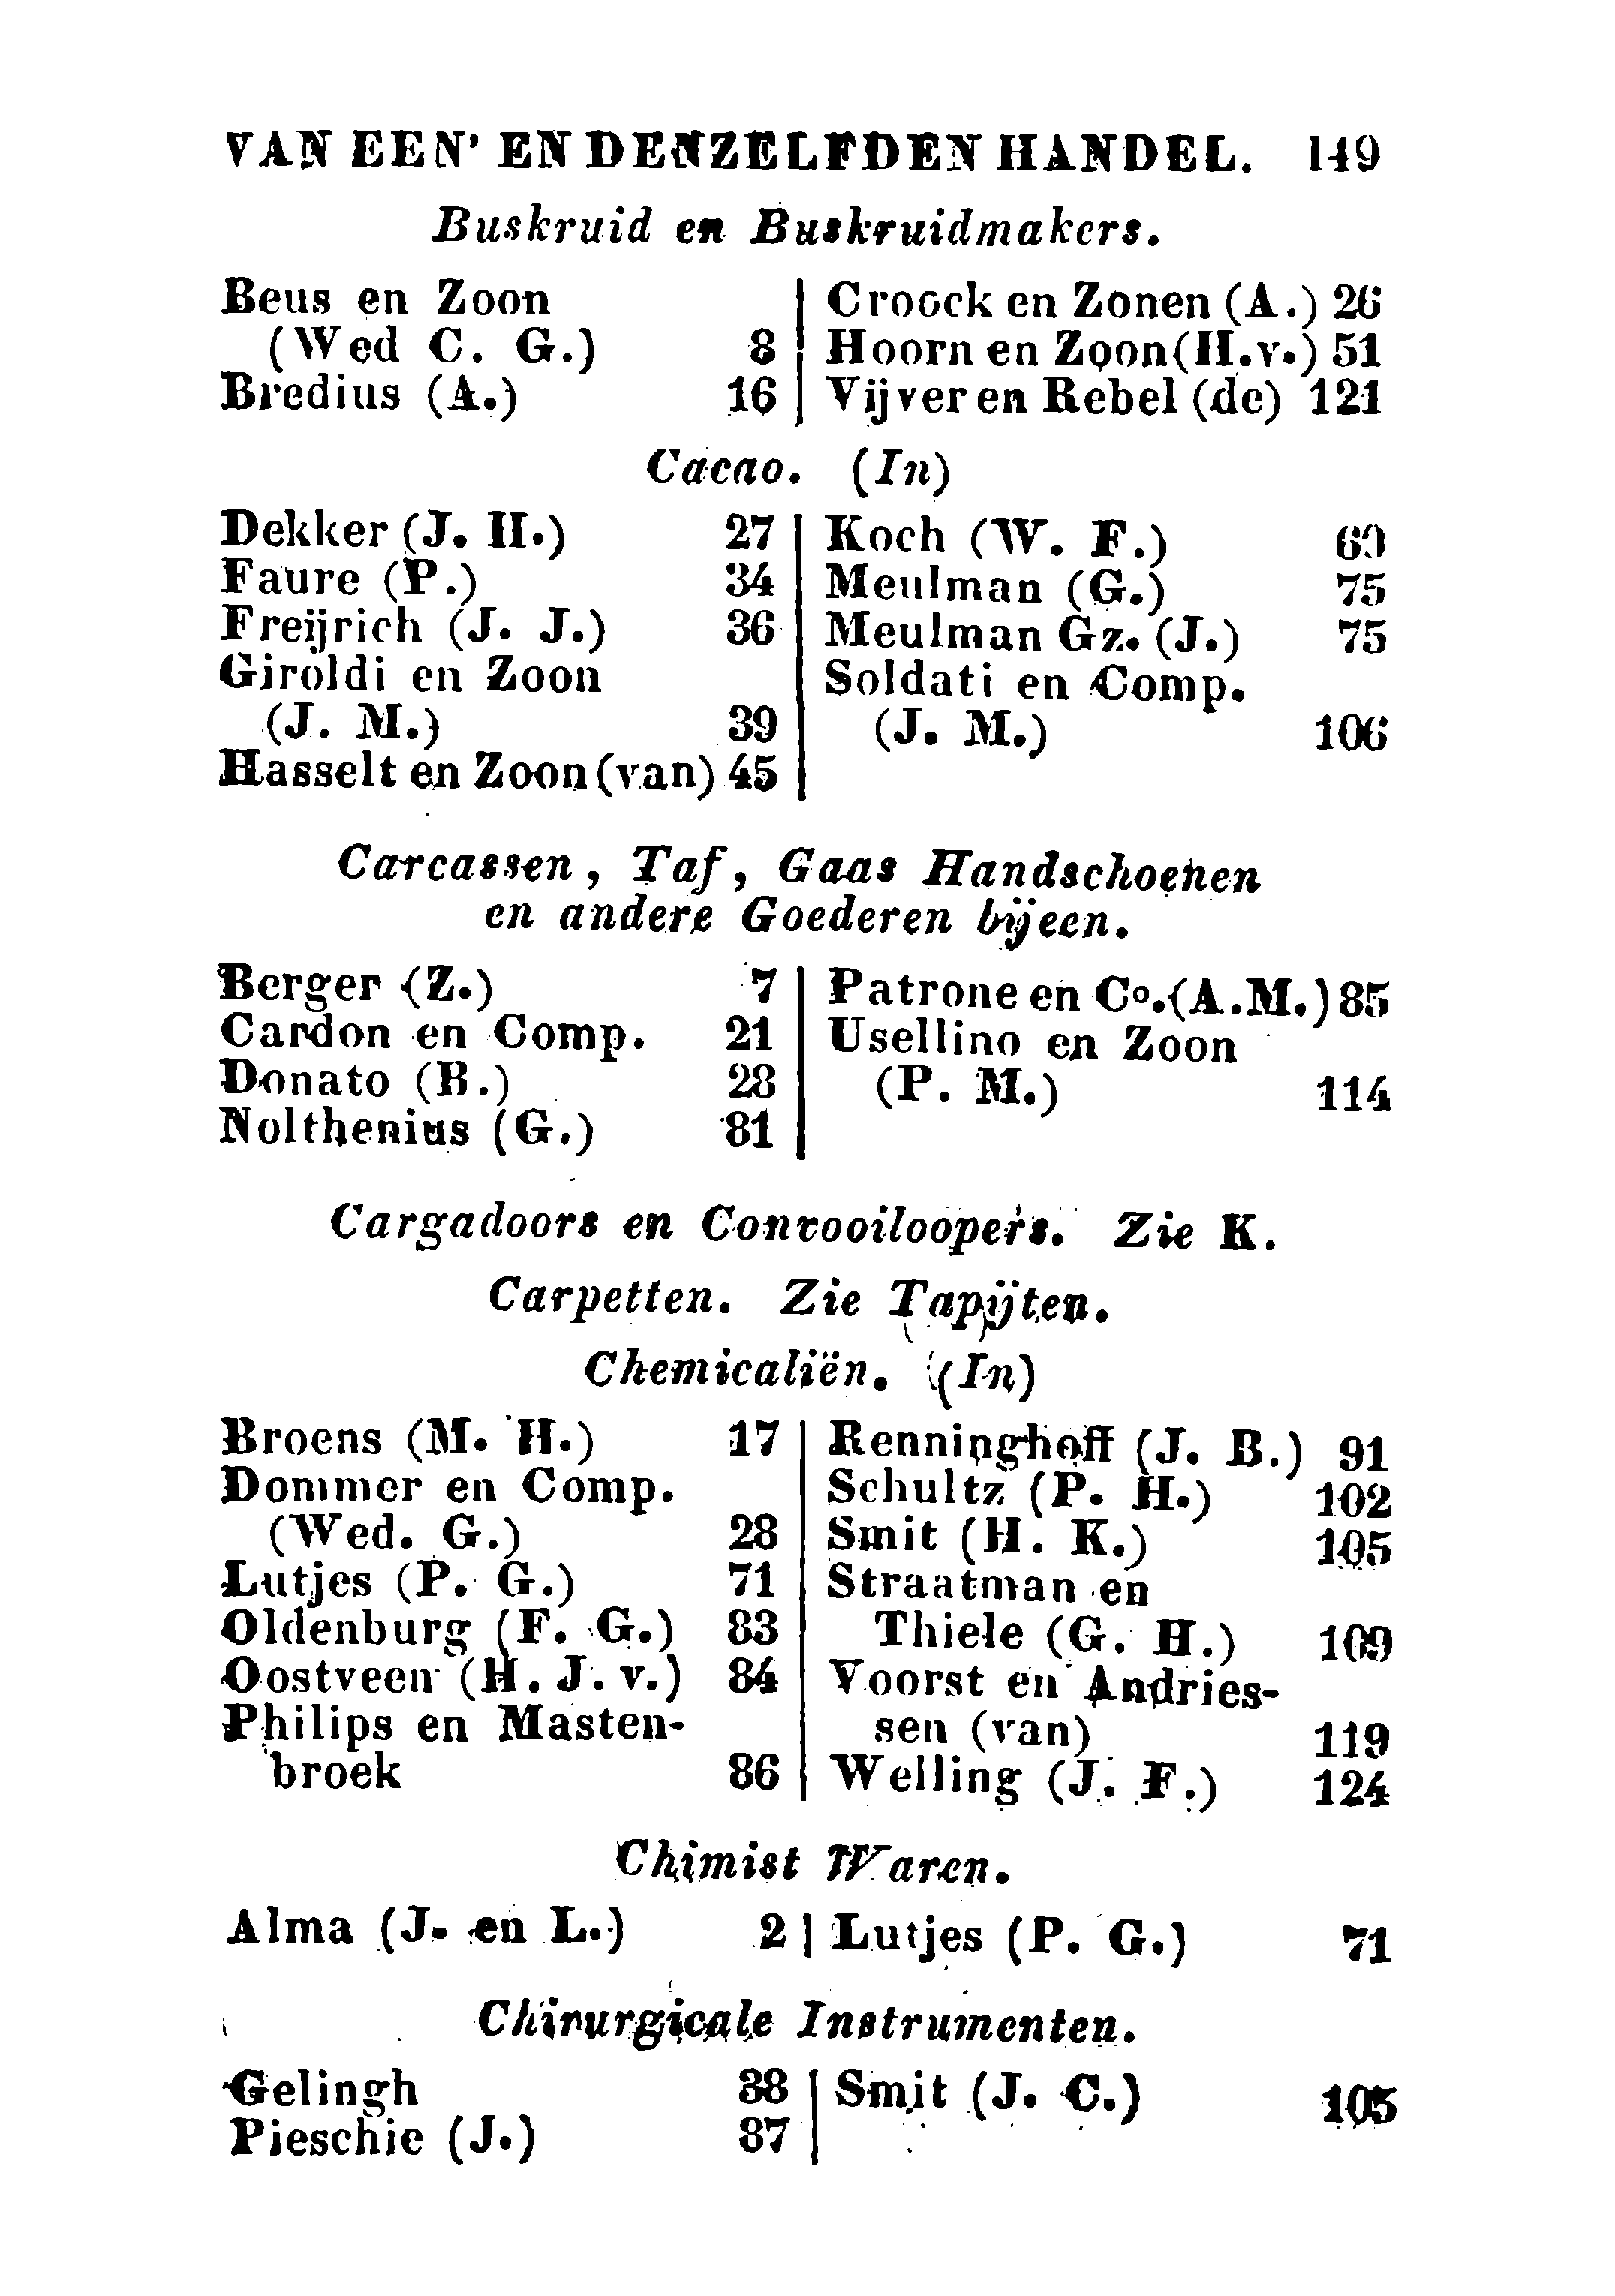 VAN EEN' EN DENZELFDEN HANDEL. 149
Buskruid en Buskruidmakers.
Beus en Zoon
(Wed C. G.) 8
Bredius (A.) 16
Croock en Zonen (A.) 26
Hoorn en Zoon (H. v.) 51
Vijver en Rebel (de) 121
Cacao. (In)
Dekker (J. H.) 27
Faure (P.) 34
Freijrich (J. J.) 36
Giroldi en Zoon
(J. M.) 39
Hasselt en Zoon (van) 45
Koch (W. F.)
Meulman (G.) 75
Meulman Gz. (J.) 75
Soldati en Comp.
(J. M.) 106
Carcassen, Taf, Gaas Handschoenen
en andere Goederen bijeen.
Berger (Z.) 7
Cardon en Comp. 21
Donato (B.) 28
Nolthenius (G.) 81
Patrone en Co. (A. M.) 85
Usellino en Zoon
(P. M.) 114
Cargadoors en Convooiloopers. Zie K.
Carpetten. Zie Tapijten.
Chemicaliën. (In)
Broens (M. H.) 17
Dommer en Comp.
(Wed. G.) 28
Lutjes (P. G.) 71
Oldenburg (F. G.) 83
Oostveen (H. J. v.) 84
Philips en Masten-
broek 86
Renninghoff (J. B.) 91
Schultz (P. H.) 102
Smit (H. K.) 105
Straatman en
Thiele (G. H.) 109
Voorst en Andries-
sen (van) 119
Welling (J. F.) 124
Chimist Waren.
Alma (J. en L.) 2
Lutjes (P. G.) 71
Chirurgicale Instrumenten.
Gelingh 38
Pieschie (J.) 87
Smit (J. C.) 105